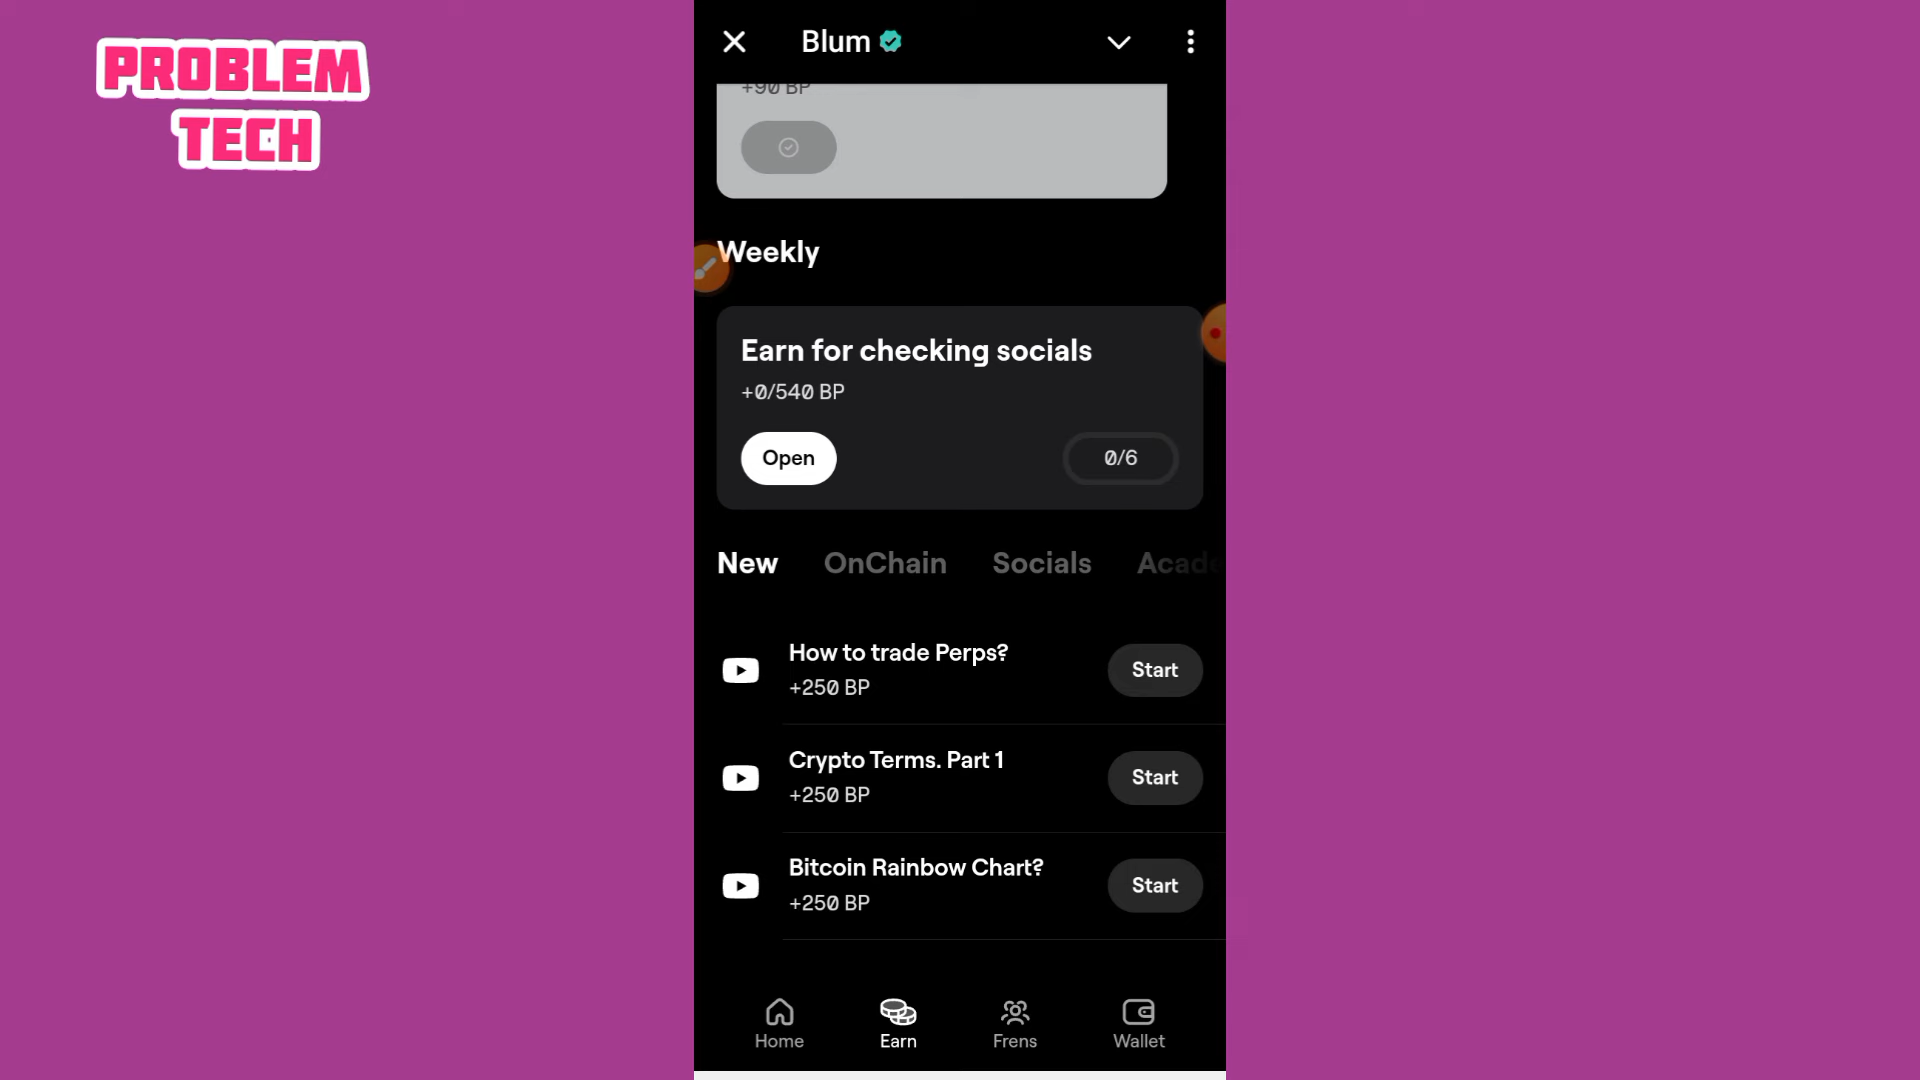 PROBLEM
TECH
Blum
+90 BP
Weekly
Earn for checking socials
+0/540 BP
Open
0/6
New
OnChain
Socials
How to trade Perps?
+250 BP
Start
Crypto Terms. Part 1
+250 BP
Start
Bitcoin Rainbow Chart?
+250 BP
Start
Home
Earn
Frens
Wallet